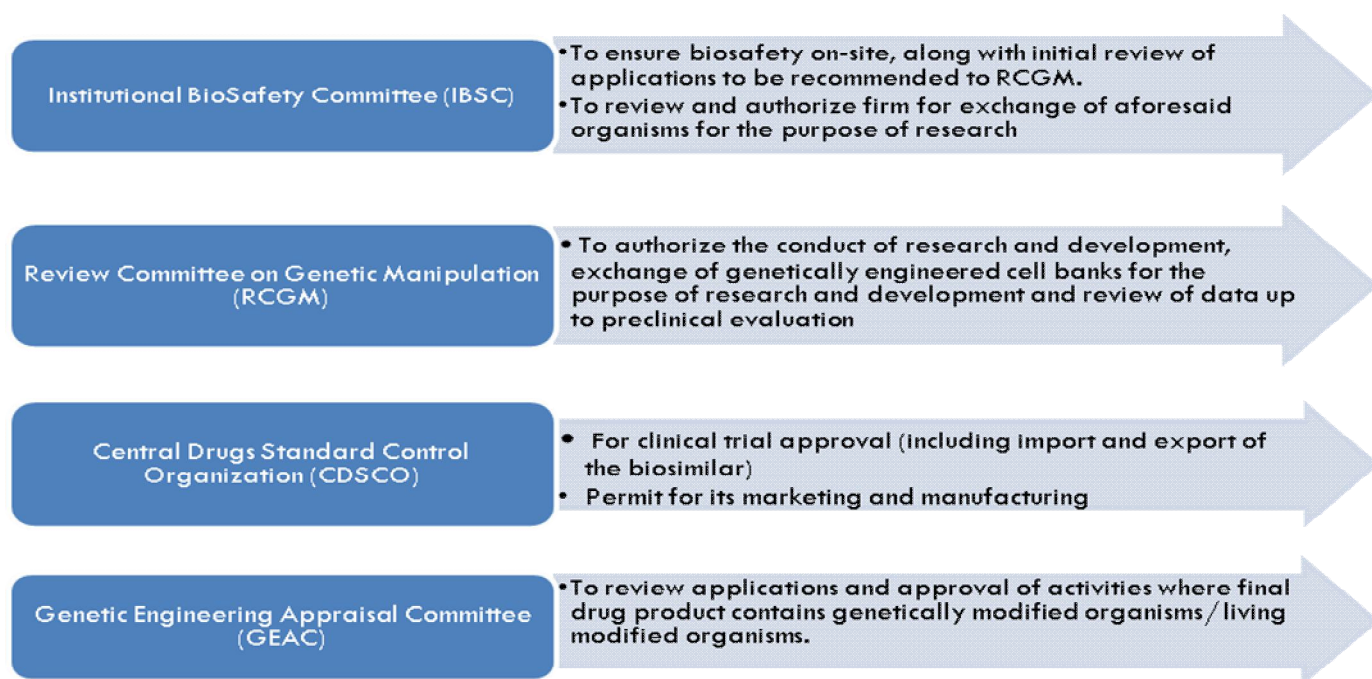 Institutional BioSafety Committee (IBSC)
•To ensure biosafety on-site, along with initial review of
applications to be recommended to RCGM.
•To review and authorize firm for exchange of aforesaid
organisms for the purpose of research
Review Committee on Genetic Manipulation
(RCGM)
• To authorize the conduct of research and development,
exchange of genetically engineered cell banks for the
purpose of research and development and review of data up
to preclinical evaluation
Central Drugs Standard Control
Organization (CDSCO)
• For clinical trial approval (including import and export of
the biosimilar)
• Permit for its marketing and manufacturing
Genetic Engineering Appraisal Committee
(GEAC)
•To review applications and approval of activities where final
drug product contains genetically modified organisms/living
modified organisms.